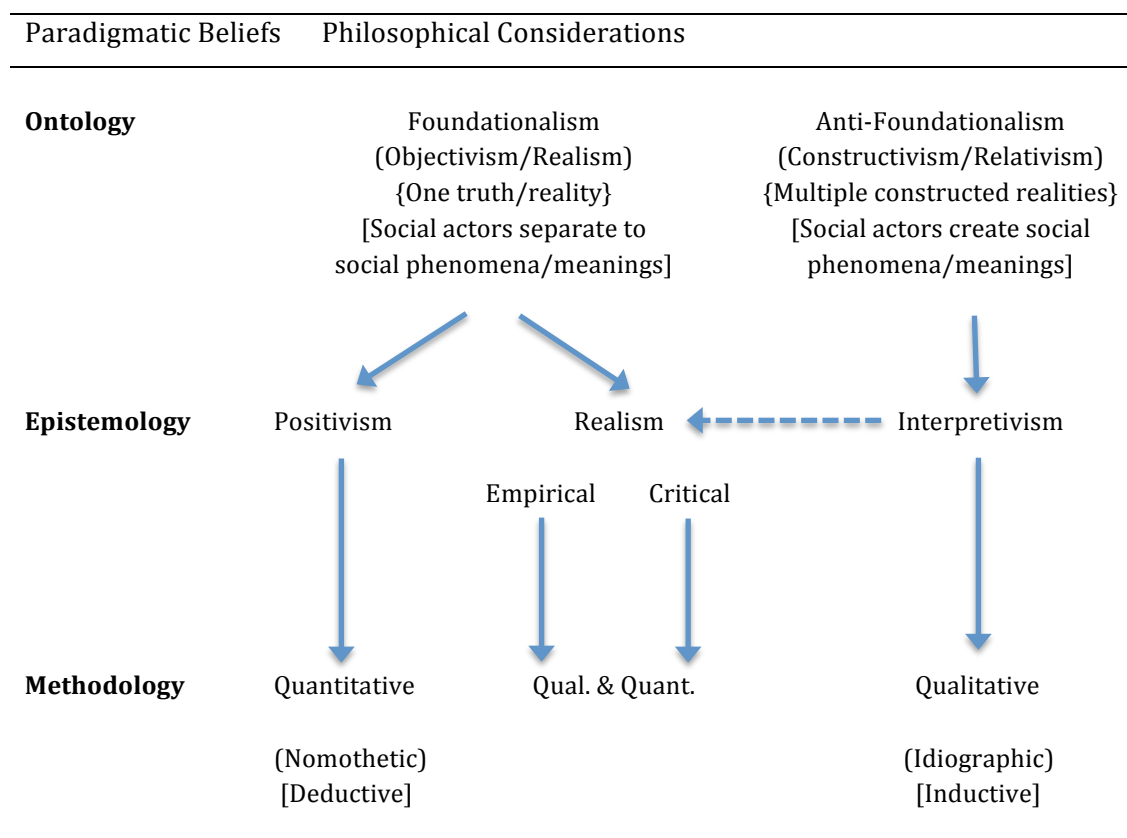 Paradigmatic Beliefs Philosophical Considerations
Ontology Foundationalism Anti-Foundationalism
(Objectivism/Realism) (Constructivism/Relativism)
{One truth/reality} {Multiple constructed realities}
[Social actors separate to [Social actors create social
social phenomena/meanings] phenomena/meanings]
Epistemology Positivism Realism Interpretivism
Empirical Critical
Methodology Quantitative Qual. & Quant. Qualitative
(Nomothetic) (Idiographic)
[Deductive] [Inductive]